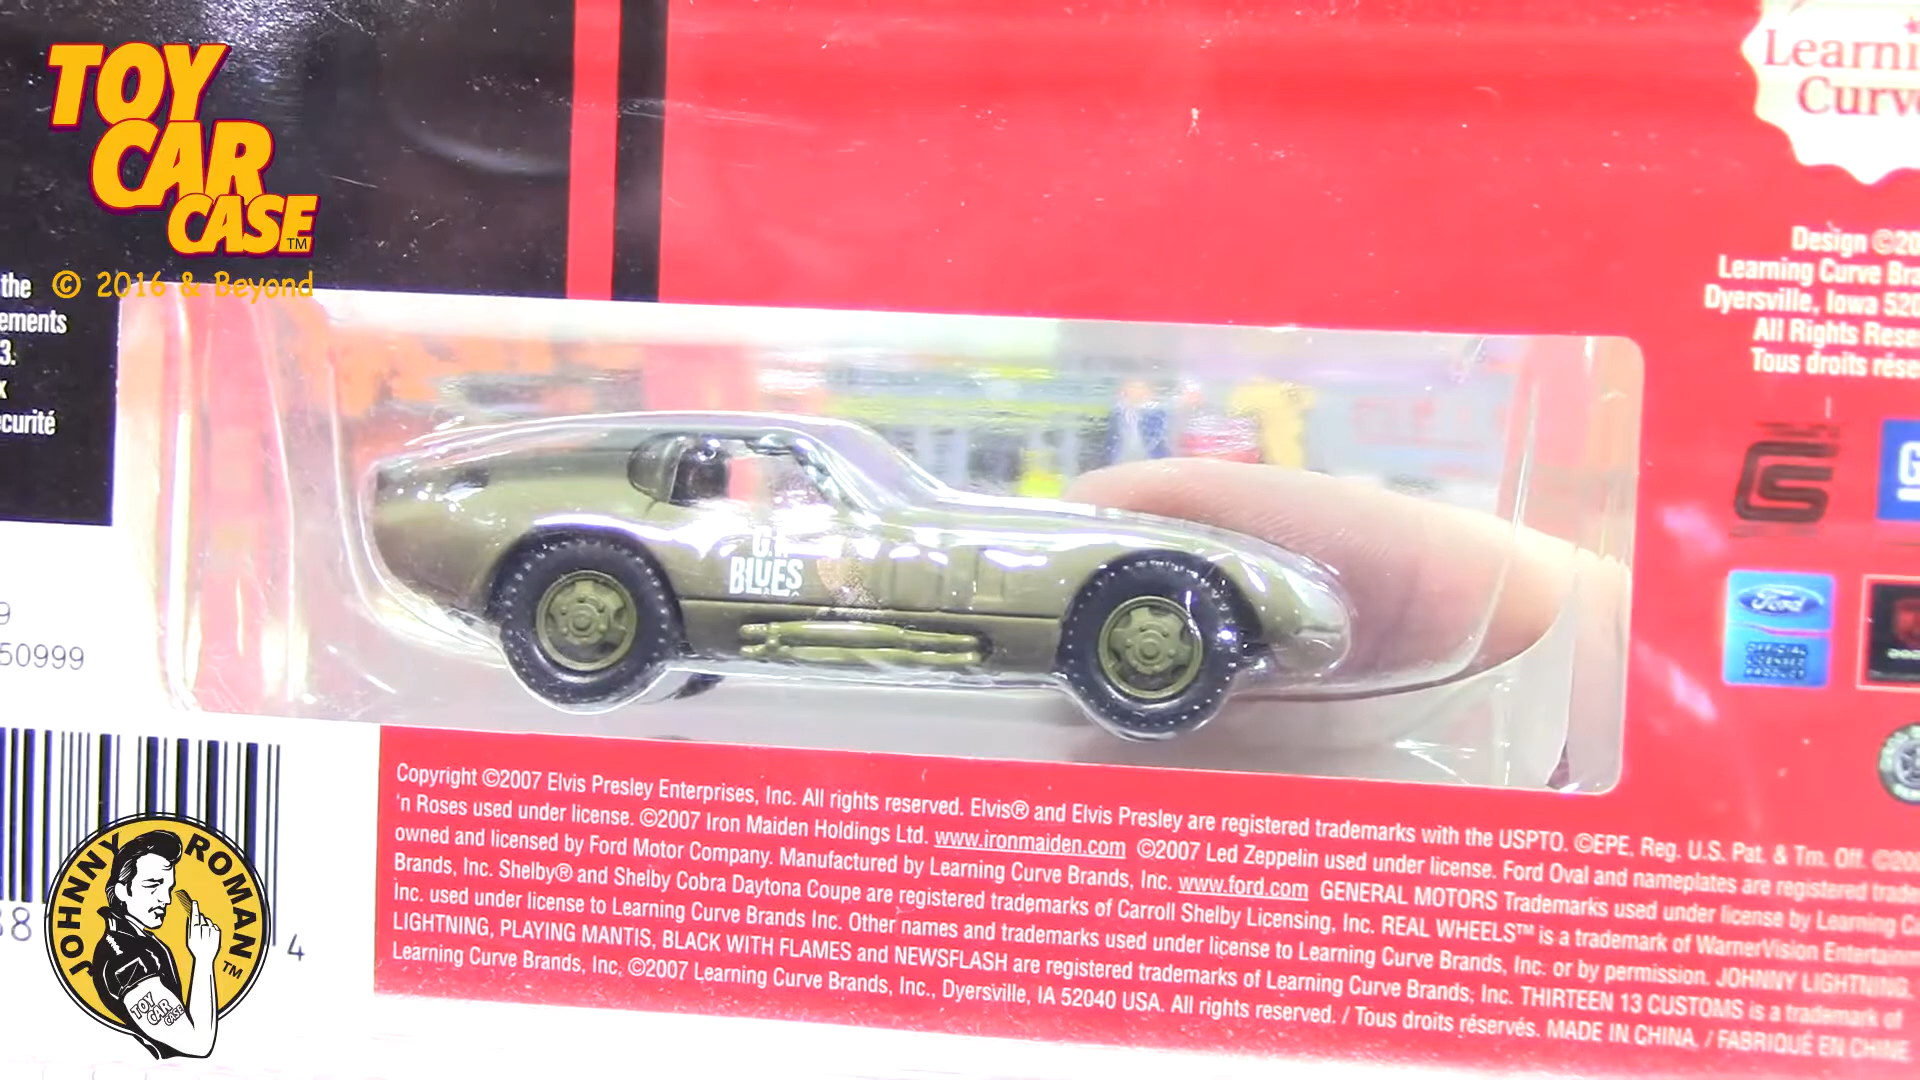 TOY
CAR
CASE
TM
© 2016 & Beyond
the
ements
3.
curité
50999
4
Learni
Curve
Design ©20
Learning Curve Bra
Dyersville, Iowa 520
All Rights Rese
Tous droits rése
Ford
OFFICIAL
LICENSED
PRODUCT
G.I.
BLUES
JOHNNY ROMAN TM
TOY
CAR
CASE
Copyright ©2007 Elvis Presley Enterprises, Inc. All rights reserved. Elvis® and Elvis Presley are registered trademarks with the USPTO. ©EPE, Reg. U.S. Pat. & Tm. Off. ©200
'n Roses used under license. ©2007 Iron Maiden Holdings Ltd. www.ironmaiden.com ©2007 Led Zeppelin used under license. Ford Oval and nameplates are registered trade
owned and licensed by Ford Motor Company. Manufactured by Learning Curve Brands, Inc. www.ford.com GENERAL MOTORS Trademarks used under license by Learning Cu
Brands, Inc. Shelby® and Shelby Cobra Daytona Coupe are registered trademarks of Carroll Shelby Licensing, Inc. REAL WHEELS™ is a trademark of WarnerVision Entertainm
Inc. used under license to Learning Curve Brands Inc. Other names and trademarks used under license to Learning Curve Brands, Inc. or by permission. JOHNNY LIGHTNING,
LIGHTNING, PLAYING MANTIS, BLACK WITH FLAMES and NEWSFLASH are registered trademarks of Learning Curve Brands, Inc. THIRTEEN 13 CUSTOMS is a trademark of
Learning Curve Brands, Inc. ©2007 Learning Curve Brands, Inc., Dyersville, IA 52040 USA. All rights reserved. / Tous droits réservés. MADE IN CHINA. / FABRIQUÉ EN CHINE.